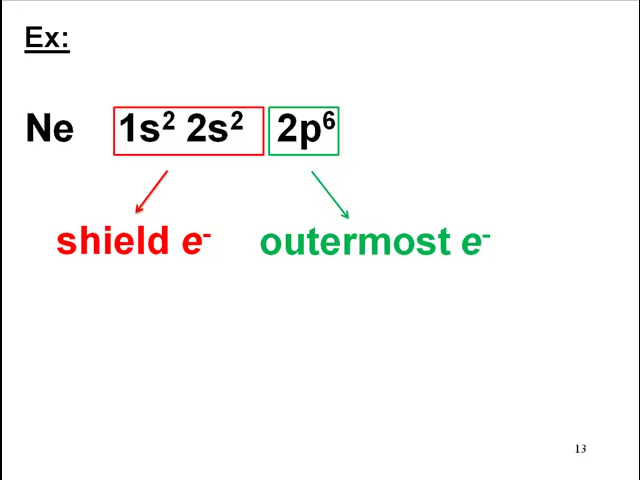 Ex:
Ne 1s² 2s² 2p⁶
shield e⁻ outermost e⁻
13